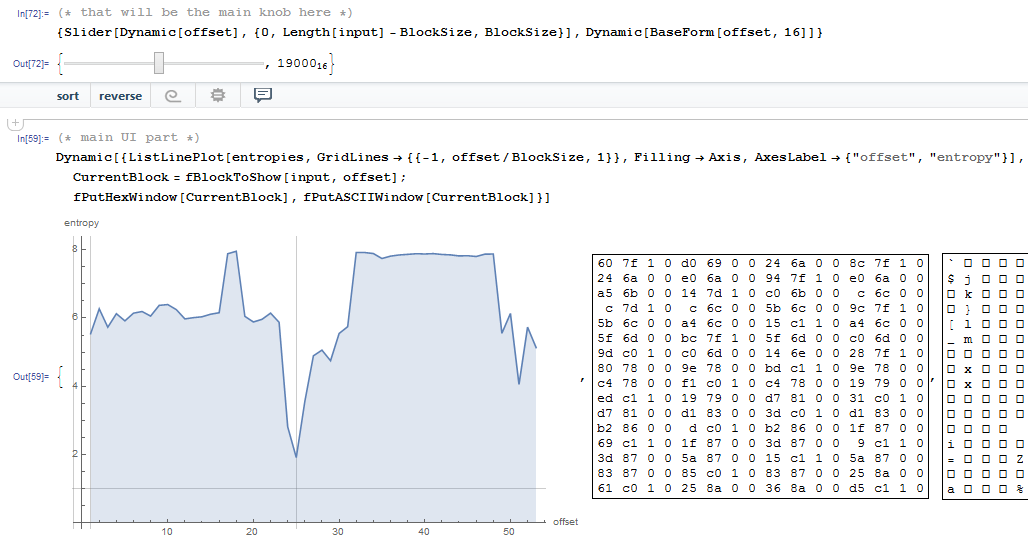 In[72]:= (* that will be the main knob here *)
{Slider[Dynamic[offset], {0, Length[input] - BlockSize, BlockSize}], Dynamic[BaseForm[offset, 16]]}
Out[72]= { , 19000₁₆}
sort reverse
In[59]:= (* main UI part *)
Dynamic[{ListLinePlot[entropies, GridLines → {{-1, offset / BlockSize, 1}}, Filling → Axis, AxesLabel → {"offset", "entropy"}],
CurrentBlock = fBlockToShow[input, offset];
fPutHexWindow[CurrentBlock], fPutASCIIWindow[CurrentBlock]}]
entropy
8
6
Out[59]= {
4
2
10 20 30 40 50 offset
,
60 7f 1 0 d0 69 0 0 24 6a 0 0 8c 7f 1 0
24 6a 0 0 e0 6a 0 0 94 7f 1 0 e0 6a 0 0
a5 6b 0 0 14 7d 1 0 c0 6b 0 0 c 6c 0 0
c 7d 1 0 c 6c 0 0 5b 6c 0 0 9c 7f 1 0
5b 6c 0 0 a4 6c 0 0 15 c1 1 0 a4 6c 0 0
5f 6d 0 0 bc 7f 1 0 5f 6d 0 0 c0 6d 0 0
9d c0 1 0 c0 6d 0 0 14 6e 0 0 28 7f 1 0
80 78 0 0 9e 78 0 0 bd c1 1 0 9e 78 0 0
c4 78 0 0 f1 c0 1 0 c4 78 0 0 19 79 0 0
ed c1 1 0 19 79 0 0 d7 81 0 0 31 c0 1 0
d7 81 0 0 d1 83 0 0 3d c0 1 0 d1 83 0 0
b2 86 0 0 d c0 1 0 b2 86 0 0 1f 87 0 0
69 c1 1 0 1f 87 0 0 3d 87 0 0 9 c1 1 0
3d 87 0 0 5a 87 0 0 15 c1 1 0 5a 87 0 0
83 87 0 0 85 c0 1 0 83 87 0 0 25 8a 0 0
61 c0 1 0 25 8a 0 0 36 8a 0 0 d5 c1 1 0
,
` □ □ □
$ j □ □ □
□ k □ □ □
□ } □ □ □
[ l □ □ □
_ m □ □ □
□ □ □ □ □
□ x □ □ □
□ x □ □ □
□ □ □ □ □
□ □ □ □ □
□ □ □ □
i □ □ □ □
= □ □ □ Z
□ □ □ □ □
a □ □ □ %